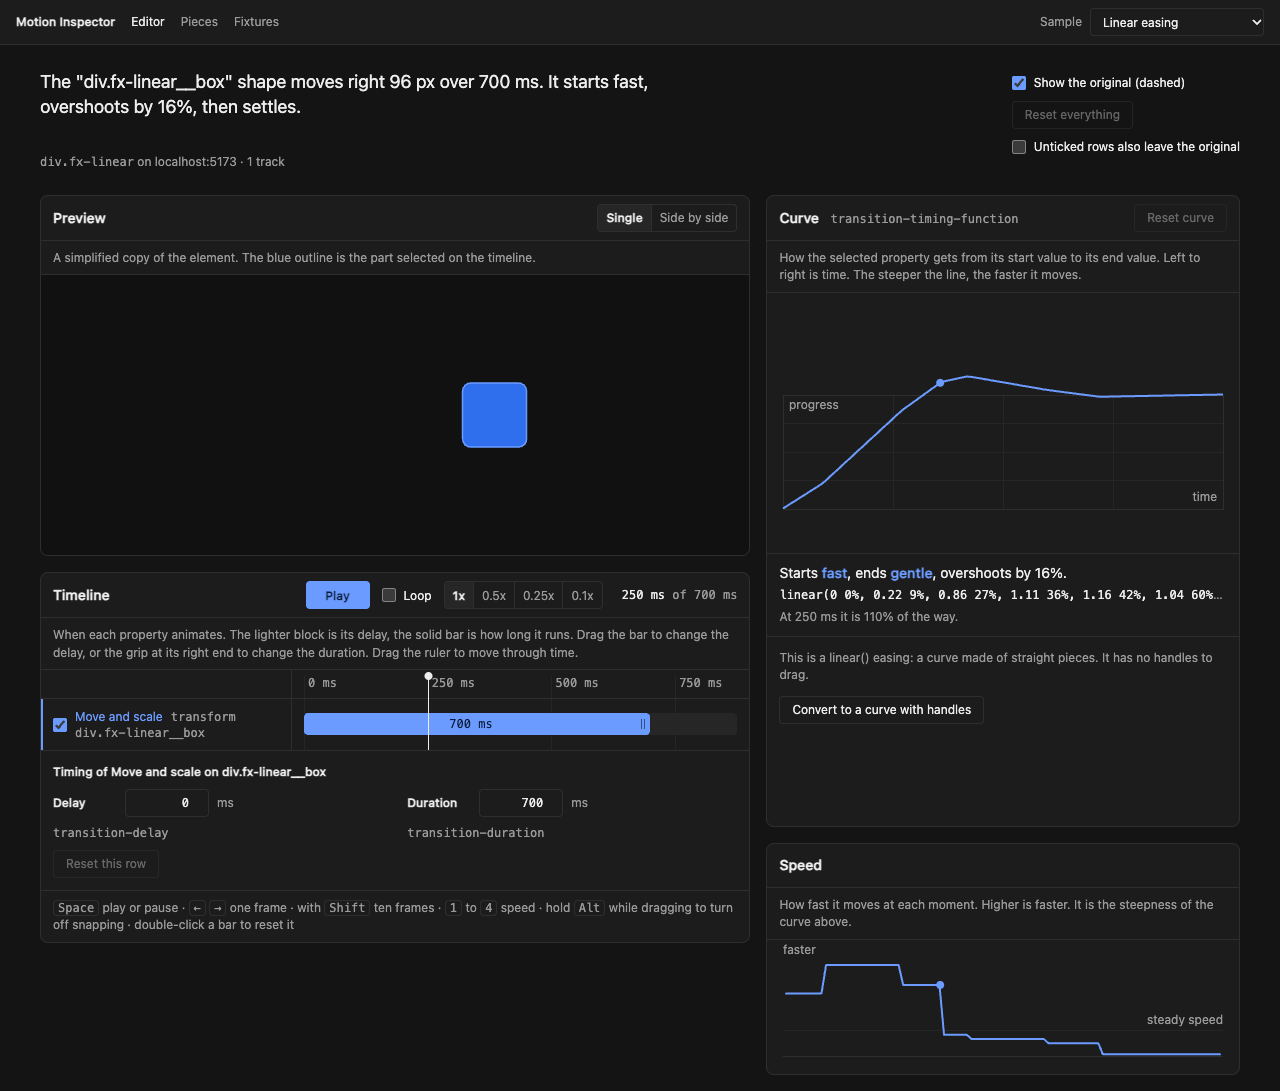 Motion Inspector Editor Pieces Fixtures Sample Linear easing
The "div.fx-linear__box" shape moves right 96 px over 700 ms. It starts fast,
overshoots by 16%, then settles.
div.fx-linear on localhost:5173 · 1 track
Show the original (dashed)
Reset everything
Unticked rows also leave the original
Preview Single Side by side
A simplified copy of the element. The blue outline is the part selected on the timeline.
Timeline Play Loop 1x 0.5x 0.25x 0.1x 250 ms of 700 ms
When each property animates. The lighter block is its delay, the solid bar is how long it runs. Drag the bar to change the
delay, or the grip at its right end to change the duration. Drag the ruler to move through time.
0 ms 250 ms 500 ms 750 ms
Move and scale transform
div.fx-linear__box
700 ms
Timing of Move and scale on div.fx-linear__box
Delay 0 ms Duration 700 ms
transition-delay transition-duration
Reset this row
Space play or pause · ← → one frame · with Shift ten frames · 1 to 4 speed · hold Alt while dragging to turn
off snapping · double-click a bar to reset it
Curve transition-timing-function Reset curve
How the selected property gets from its start value to its end value. Left to
right is time. The steeper the line, the faster it moves.
progress
time
Starts fast, ends gentle, overshoots by 16%.
linear(0 0%, 0.22 9%, 0.86 27%, 1.11 36%, 1.16 42%, 1.04 60%…
At 250 ms it is 110% of the way.
This is a linear() easing: a curve made of straight pieces. It has no handles to
drag.
Convert to a curve with handles
Speed
How fast it moves at each moment. Higher is faster. It is the steepness of the
curve above.
faster
steady speed